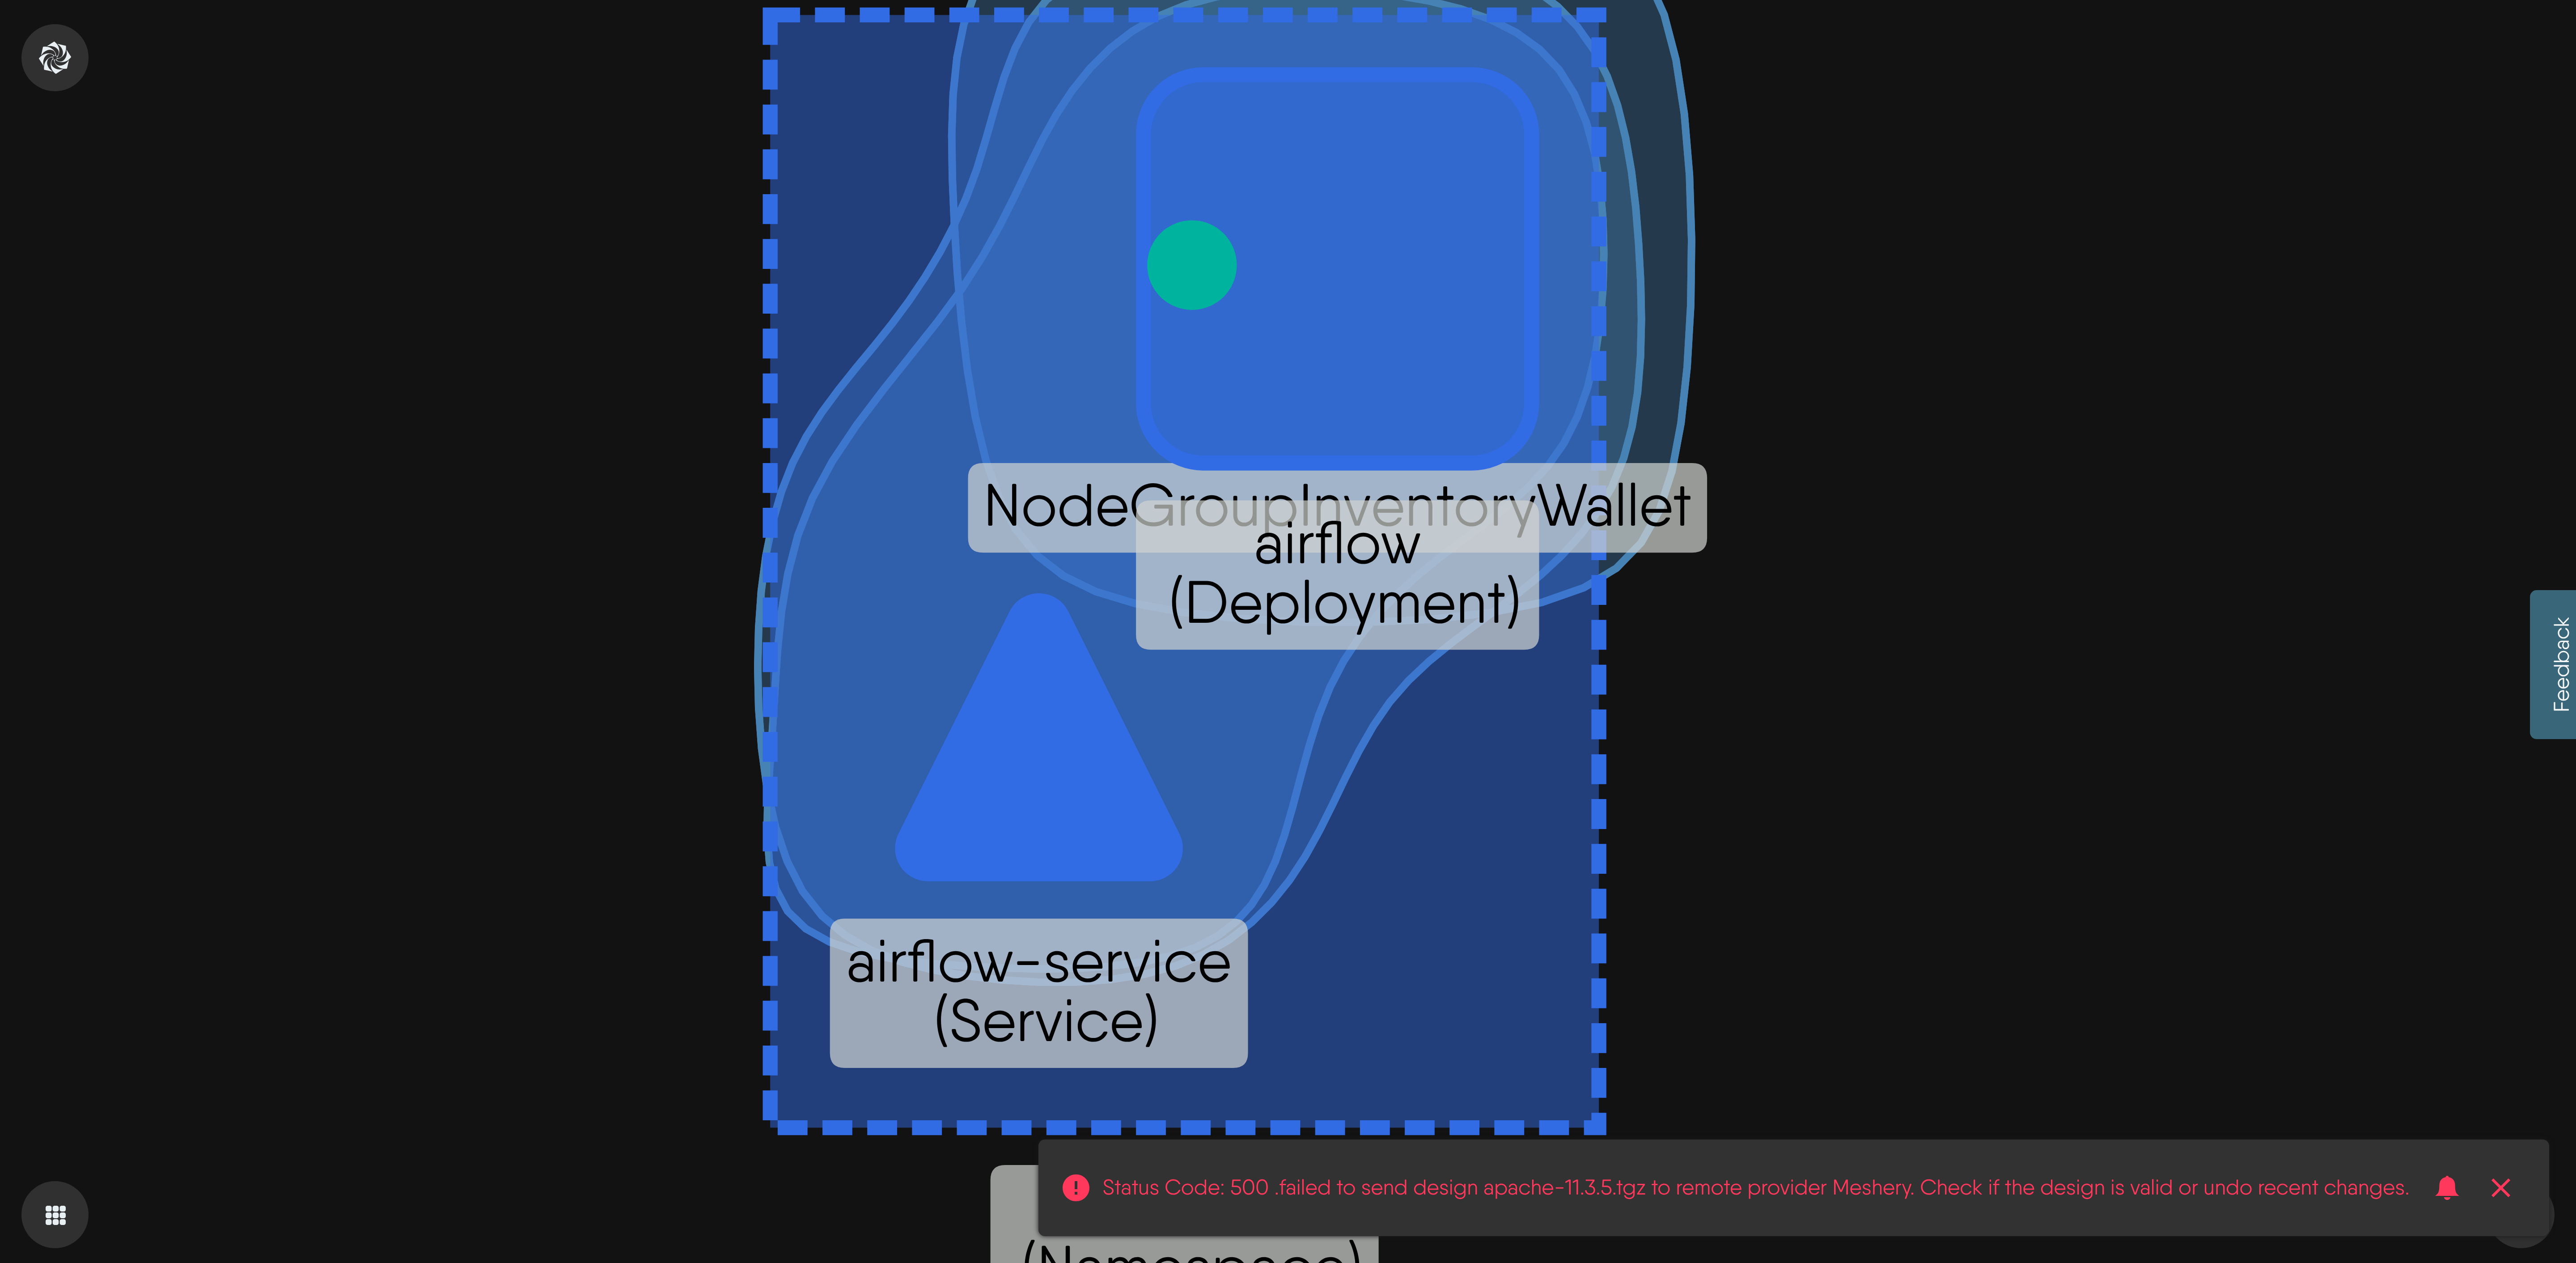 NodeGroupInventoryWallet
airflow
(Deployment)
airflow-service
(Service)
Feedback
Status Code: 500 .failed to send design apache-11.3.5.tgz to remote provider Meshery. Check if the design is valid or undo recent changes.
(Namespace)